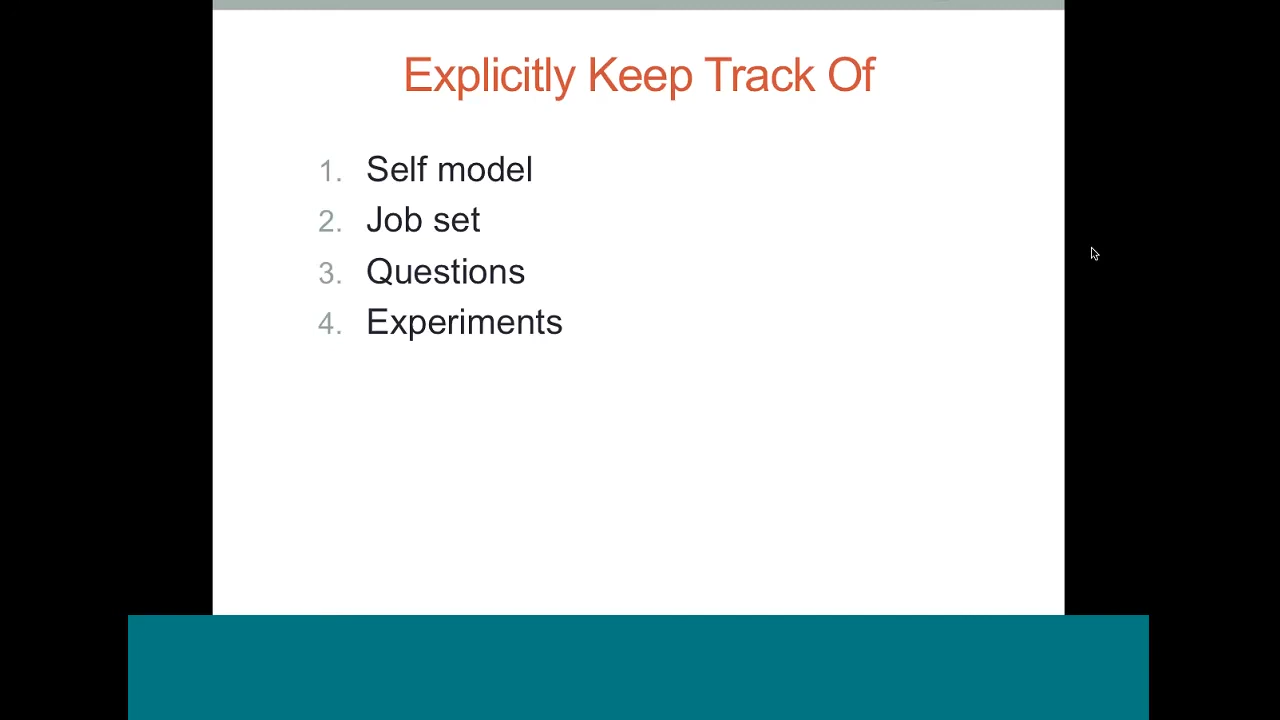 Explicitly Keep Track Of
1. Self model
2. Job set
3. Questions
4. Experiments